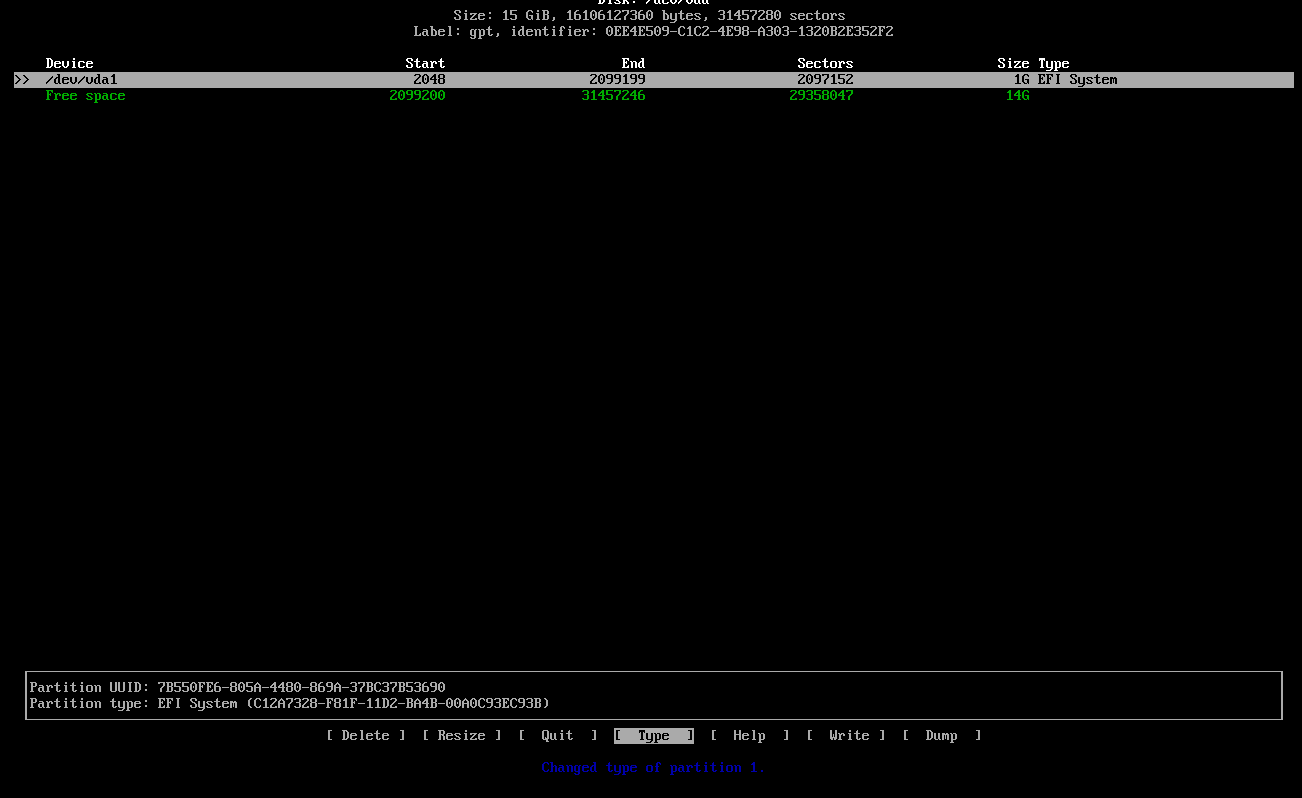 Disk: /dev/vda
Size: 15 GiB, 16106127360 bytes, 31457280 sectors
Label: gpt, identifier: 0EE4E509-C1C2-4E98-A303-1320B2E352F2
Device Start End Sectors Size Type
>> /dev/vda1 2048 2099199 2097152 1G EFI System
Free space 2099200 31457246 29358047 14G
Partition UUID: 7B550FE6-805A-4480-869A-37BC37B53690
Partition type: EFI System (C12A7328-F81F-11D2-BA4B-00A0C93EC93B)
[ Delete ] [ Resize ] [ Quit ] [ Type ] [ Help ] [ Write ] [ Dump ]
Changed type of partition 1.